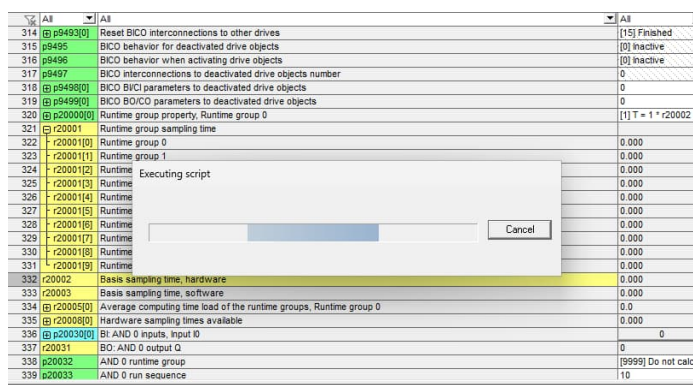 All All All
314 p9493[0] Reset BICO interconnections to other drives [15] Finished
315 p9495 BICO behavior for deactivated drive objects [0] Inactive
316 p9496 BICO behavior when activating drive objects [0] Inactive
317 p9497 BICO interconnections to deactivated drive objects number 0
318 p9498[0] BICO BI/CI parameters to deactivated drive objects 0
319 p9499[0] BICO BO/CO parameters to deactivated drive objects 0
320 p20000[0] Runtime group property, Runtime group 0 [1] T = 1 * r20002
321 r20001 Runtime group sampling time
322 r20001[0] Runtime group 0 0.000
323 r20001[1] Runtime group 1 0.000
324 r20001[2] Runtime 0.000
325 r20001[3] Runtime 0.000
326 r20001[4] Runtime 0.000
327 r20001[5] Runtime 0.000
328 r20001[6] Runtime 0.000
329 r20001[7] Runtime 0.000
330 r20001[8] Runtime 0.000
331 r20001[9] Runtime 0.000
Executing script
Cancel
332 r20002 Basis sampling time, hardware 0.000
333 r20003 Basis sampling time, software 0.000
334 r20005[0] Average computing time load of the runtime groups, Runtime group 0 0.0
335 r20008[0] Hardware sampling times available 0.000
336 p20030[0] BI: AND 0 inputs, Input I0 0
337 r20031 BO: AND 0 output Q 0
338 p20032 AND 0 runtime group [9999] Do not calc
339 p20033 AND 0 run sequence 10